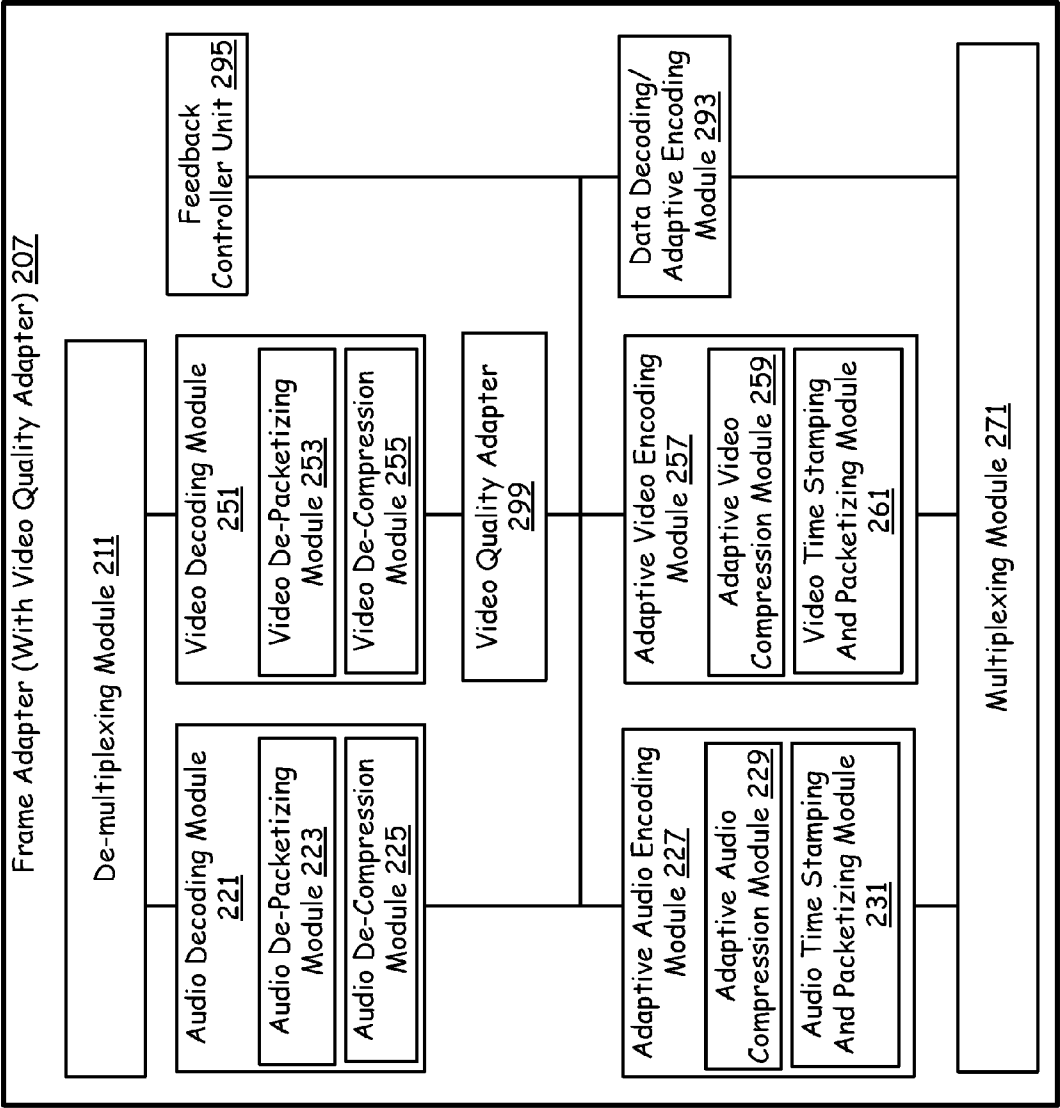 Frame Adapter (With Video Quality Adapter) 207
De-multiplexing Module 211
Audio Decoding Module
221
Audio De-Packetizing
Module 223
Audio De-Compression
Module 225
Video Decoding Module
251
Video De-Packetizing
Module 253
Video De-Compression
Module 255
Feedback
Controller Unit 295
Video Quality Adapter
299
Adaptive Audio Encoding
Module 227
Adaptive Audio
Compression Module 229
Audio Time Stamping
And Packetizing Module
231
Adaptive Video Encoding
Module 257
Adaptive Video
Compression Module 259
Video Time Stamping
And Packetizing Module
261
Data Decoding/
Adaptive Encoding
Module 293
Multiplexing Module 271